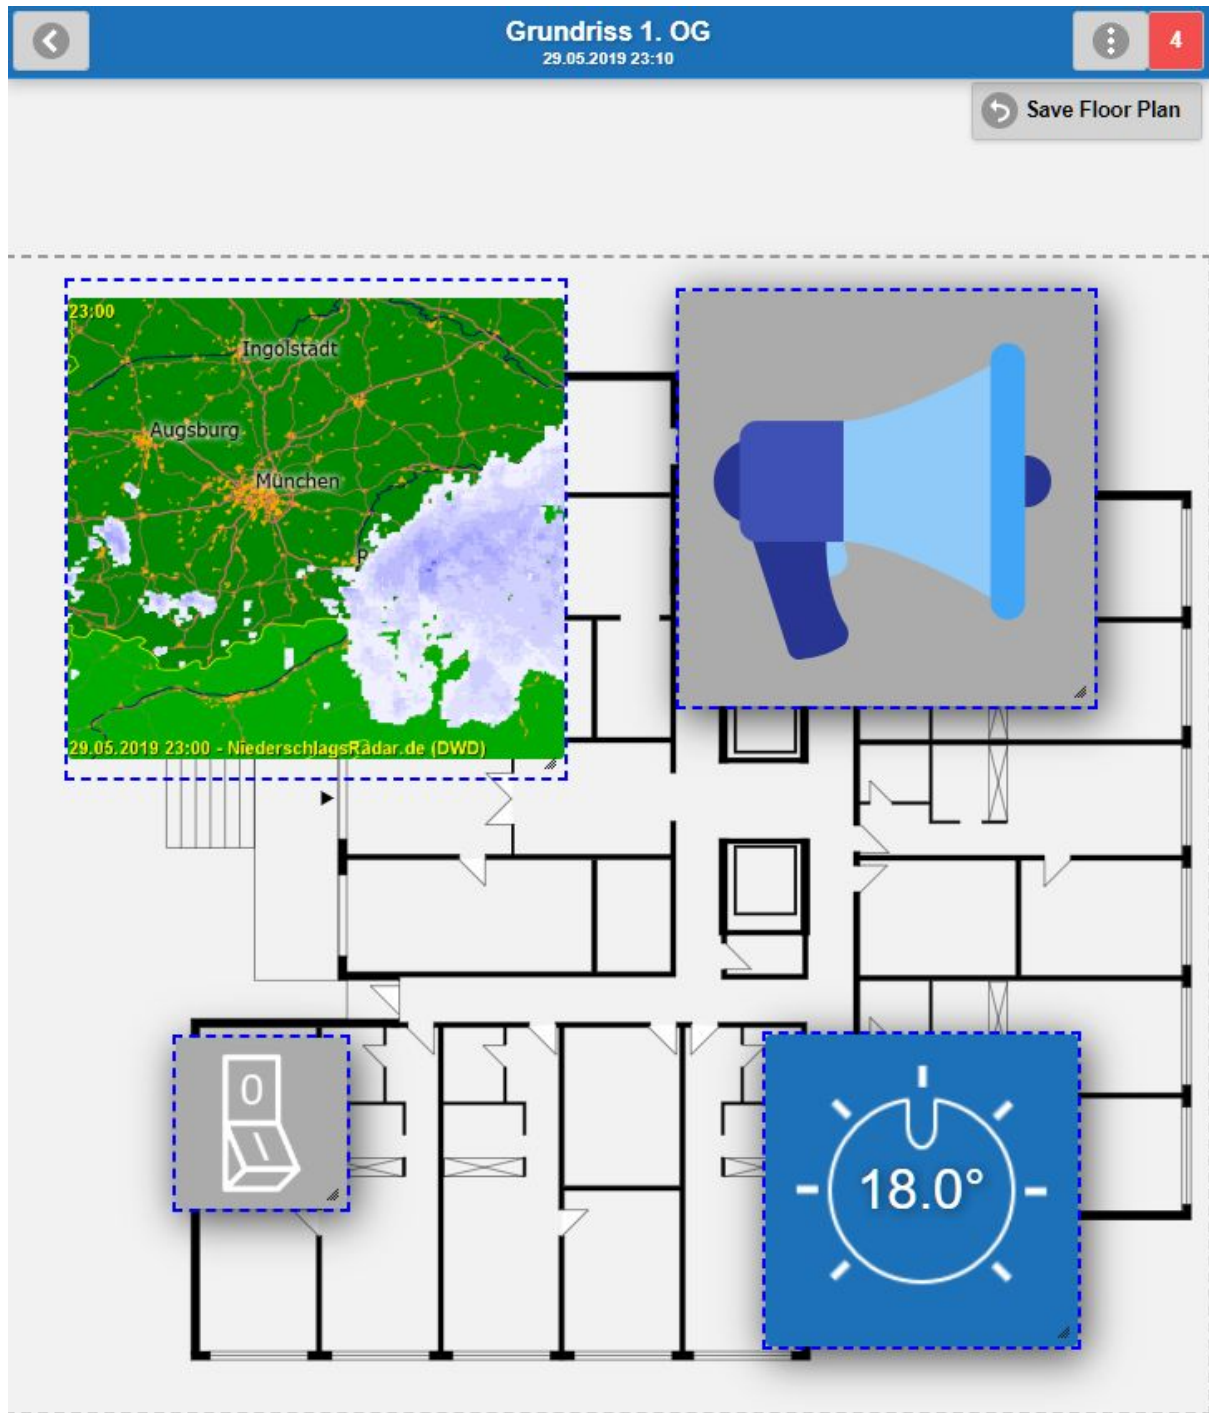 Grundriss 1. OG
29.05.2019 23:10
4
Save Floor Plan
23:00
Ingolstadt
Augsburg
München
29.05.2019 23:00 - NiederschlagsRadar.de (DWD)
0
18.0°